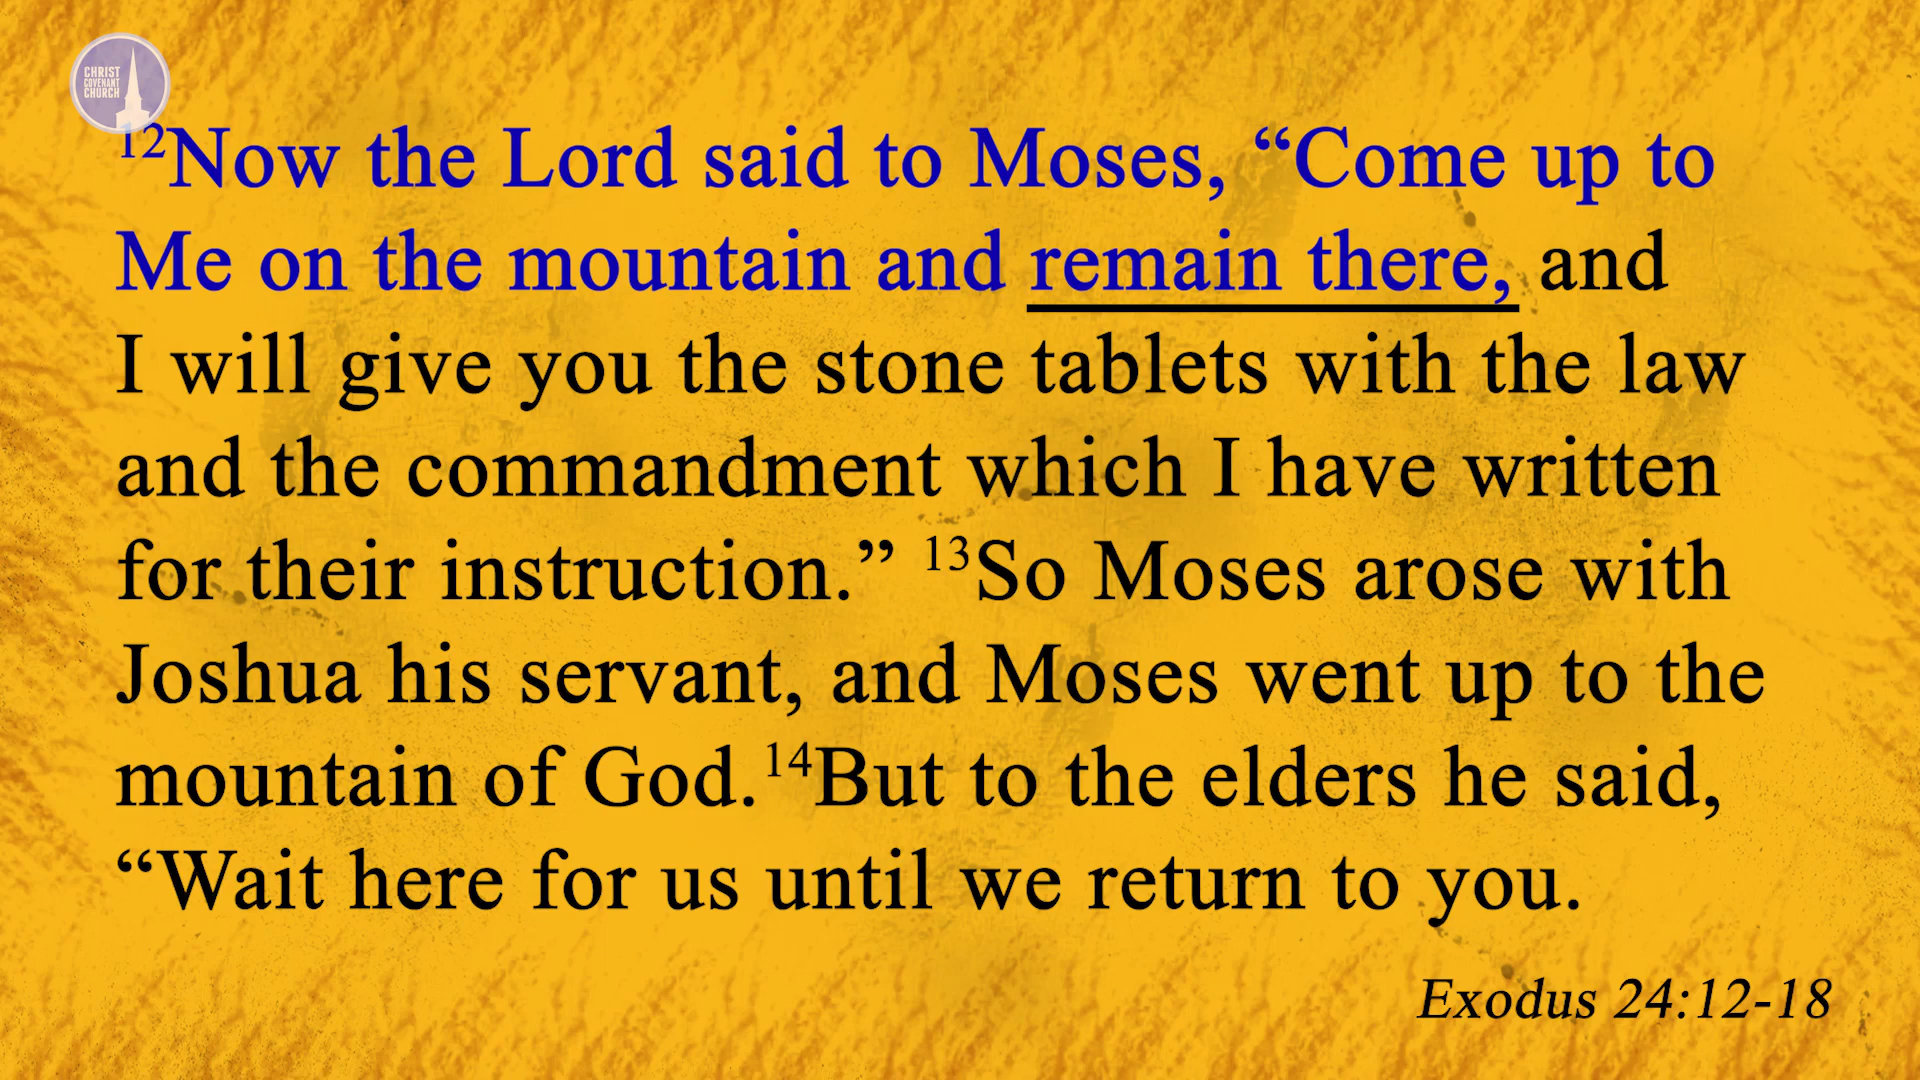 CHRIST
COVENANT
CHURCH
12Now the Lord said to Moses, “Come up to
Me on the mountain and remain there, and
I will give you the stone tablets with the law
and the commandment which I have written
for their instruction.” 13So Moses arose with
Joshua his servant, and Moses went up to the
mountain of God. 14But to the elders he said,
“Wait here for us until we return to you.
Exodus 24:12-18